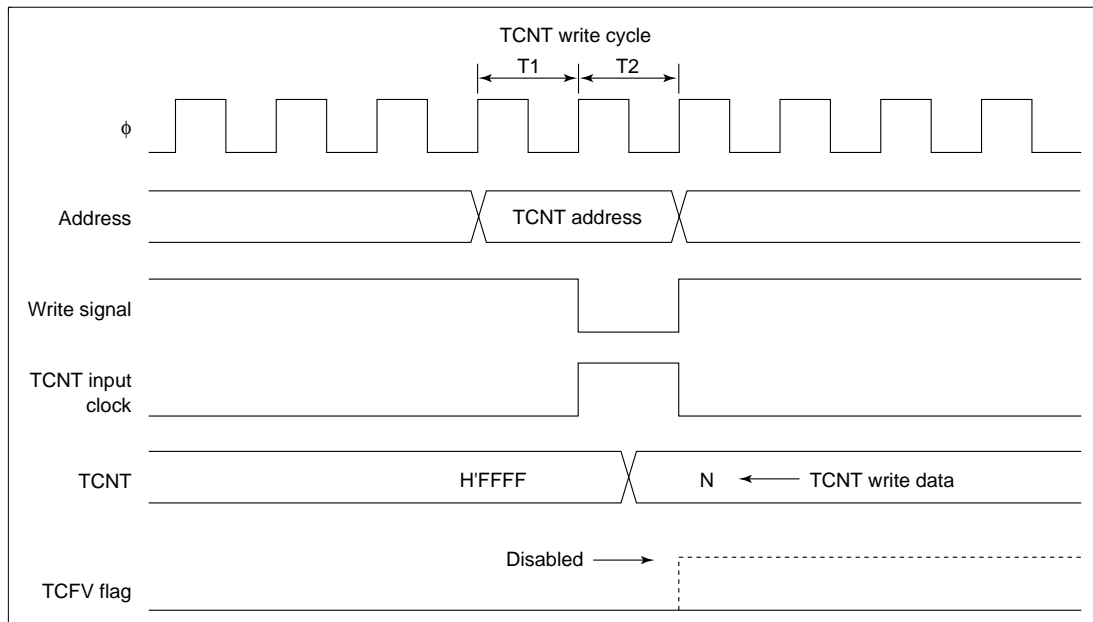 TCNT write cycle
T1 T2
ϕ
Address
TCNT address
Write signal
TCNT input
clock
TCNT
H'FFFF
N
TCNT write data
Disabled
TCFV flag